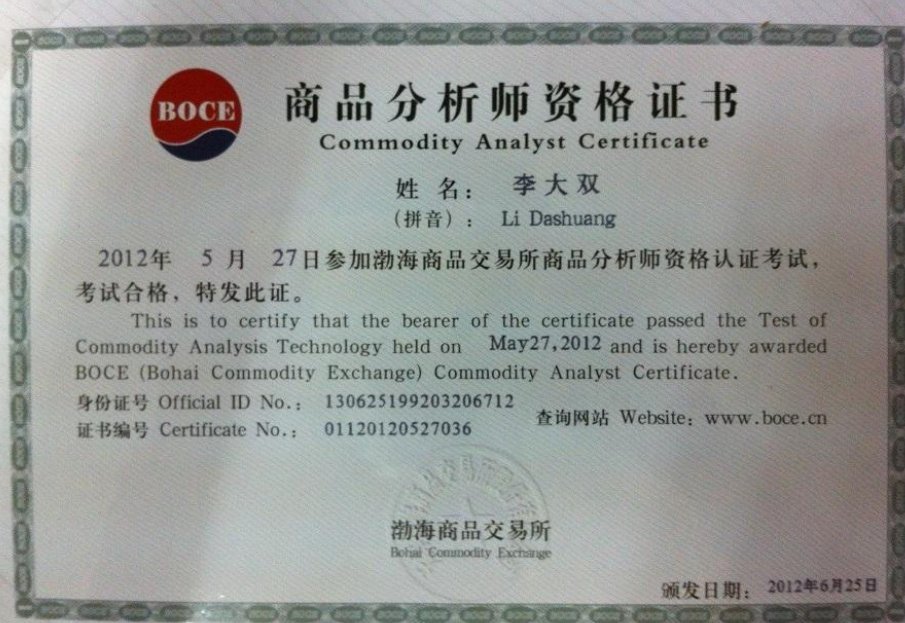 BOCE
商品分析师资格证书
Commodity Analyst Certificate
姓 名： 李大双
（拼音）： Li Dashuang
2012年 5 月 27日参加渤海商品交易所商品分析师资格认证考试，
考试合格，特发此证。
This is to certify that the bearer of the certificate passed the Test of
Commodity Analysis Technology held on May27,2012 and is hereby awarded
BOCE (Bohai Commodity Exchange) Commodity Analyst Certificate.
身份证号 Official ID No.： 130625199203206712
证书编号 Certificate No.： 01120120527036
查询网站 Website：www.boce.cn
渤海商品交易所
Bohai Commodity Exchange
颁发日期： 2012年6月25日